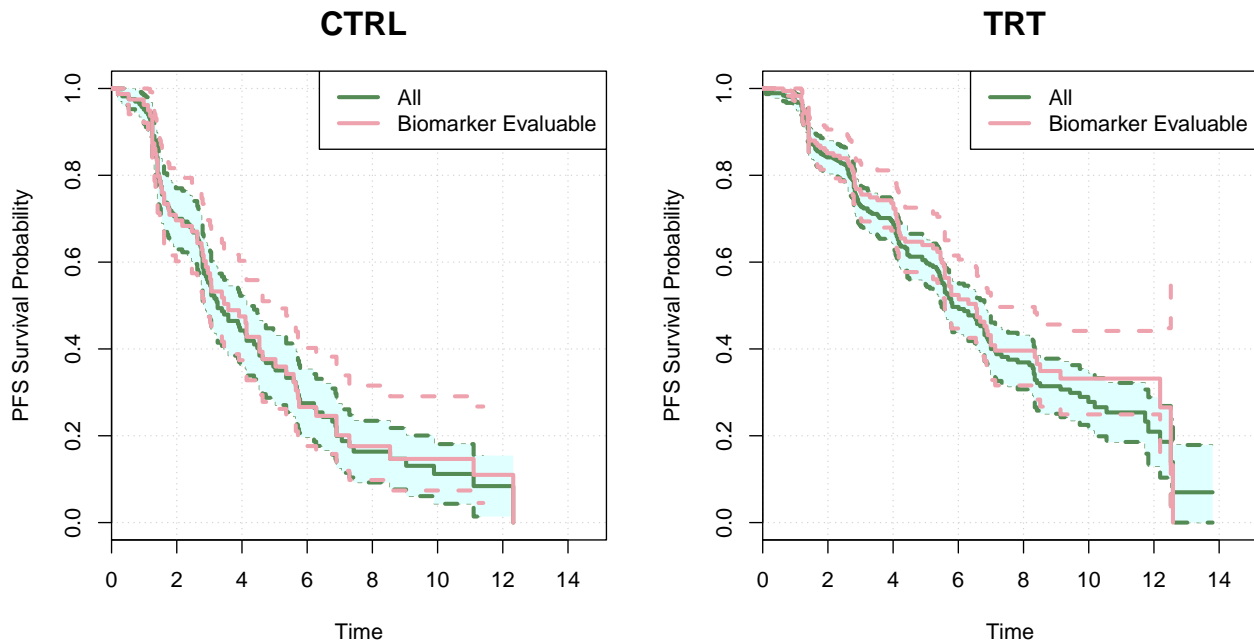 CTRL
PFS Survival Probability
0.0 0.2 0.4 0.6 0.8 1.0
All
Biomarker Evaluable
0 2 4 6 8 10 12 14
Time
TRT
PFS Survival Probability
0.0 0.2 0.4 0.6 0.8 1.0
All
Biomarker Evaluable
0 2 4 6 8 10 12 14
Time